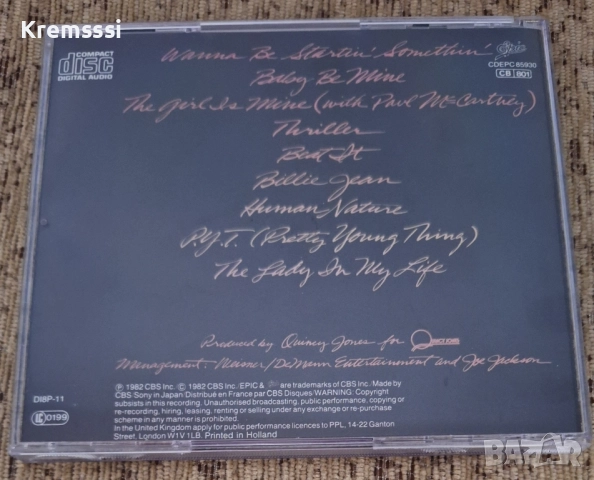 Kremsssi
COMPACT
disc
DIGITAL AUDIO
Wanna Be Startin' Somethin'
Epic
CDEPC 85930
CB 801
Baby Be Mine
The Girl Is Mine (with Paul McCartney)
Thriller
Beat It
Billie Jean
Human Nature
P.Y.T. (Pretty Young Thing)
The Lady In My Life
Produced by Quincy Jones for
Management: Weisner/DeMann Entertainment and Joe Jackson
DI8P-11
0199
Ⓟ 1982 CBS Inc. Ⓒ 1982 CBS Inc./EPIC & are trademarks of CBS Inc./Made by
CBS Sony in Japan Distribué en France par CBS Disques/WARNING: Copyright
subsists in this recording. Unauthorised broadcasting, public performance, copying or
re-recording, hiring, leasing, renting or selling under any exchange or re-purchase
scheme in any manner is prohibited.
In the United Kingdom apply for public performance licences to PPL, 14-22 Ganton
Street, London W1V 1LB. Printed in Holland
bazar